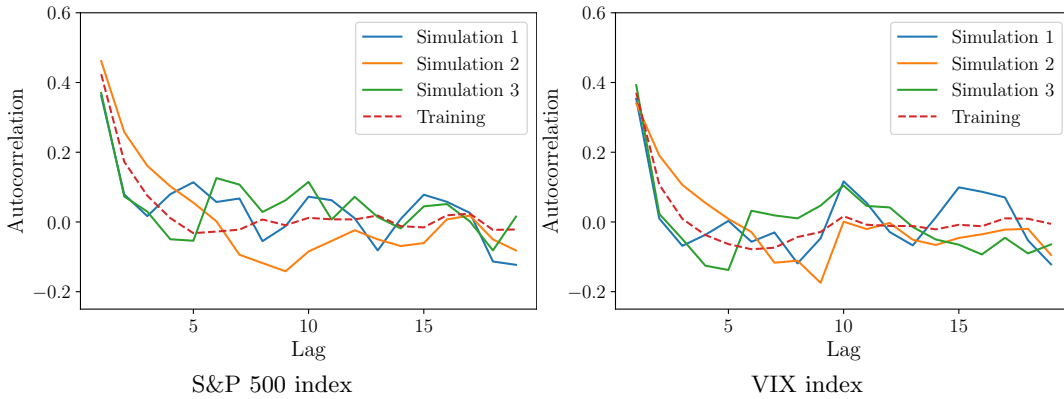 0.6
0.4
0.2
0.0
−0.2
Autocorrelation
Simulation 1
Simulation 2
Simulation 3
Training
5
10
15
Lag
S&P 500 index
0.6
0.4
0.2
0.0
−0.2
Autocorrelation
Simulation 1
Simulation 2
Simulation 3
Training
5
10
15
Lag
VIX index